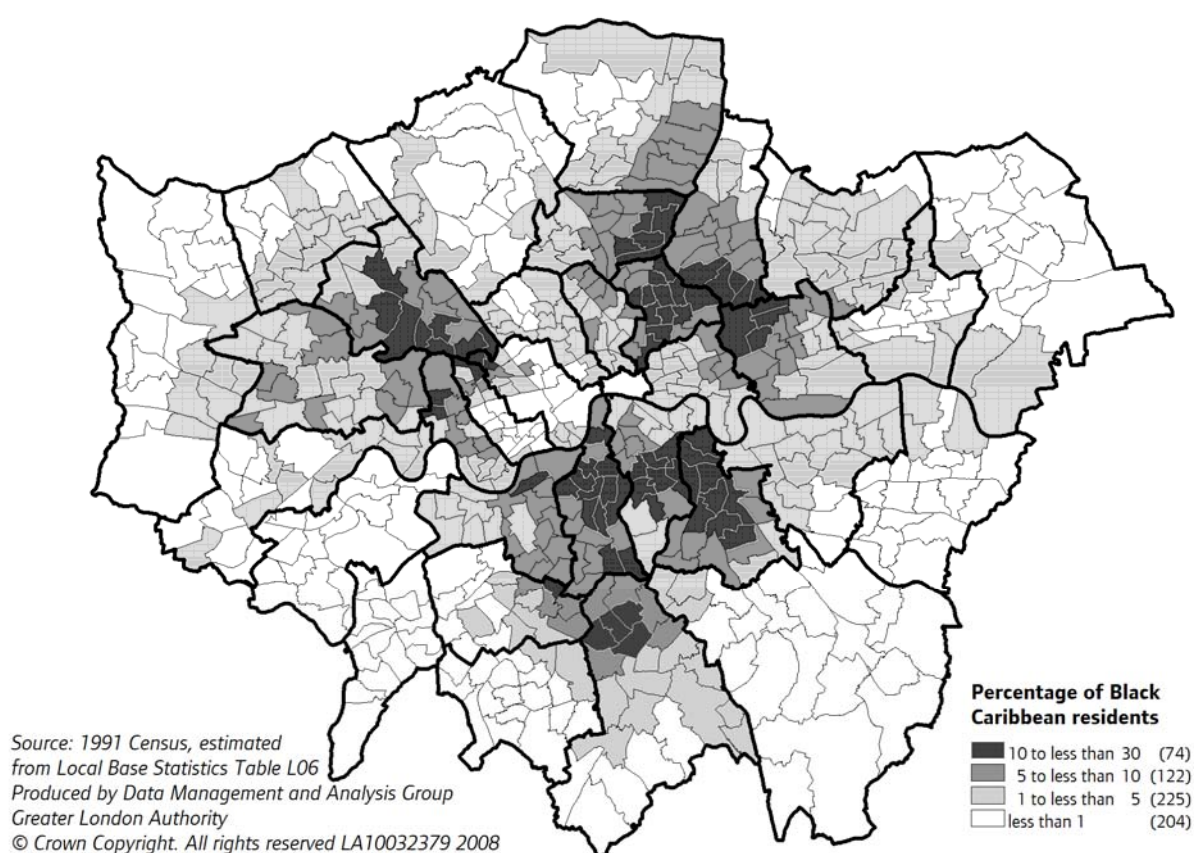 Percentage of Black
Caribbean residents
10 to less than 30 (74)
5 to less than 10 (122)
1 to less than 5 (225)
less than 1 (204)
Source: 1991 Census, estimated
from Local Base Statistics Table L06
Produced by Data Management and Analysis Group
Greater London Authority
© Crown Copyright. All rights reserved LA10032379 2008